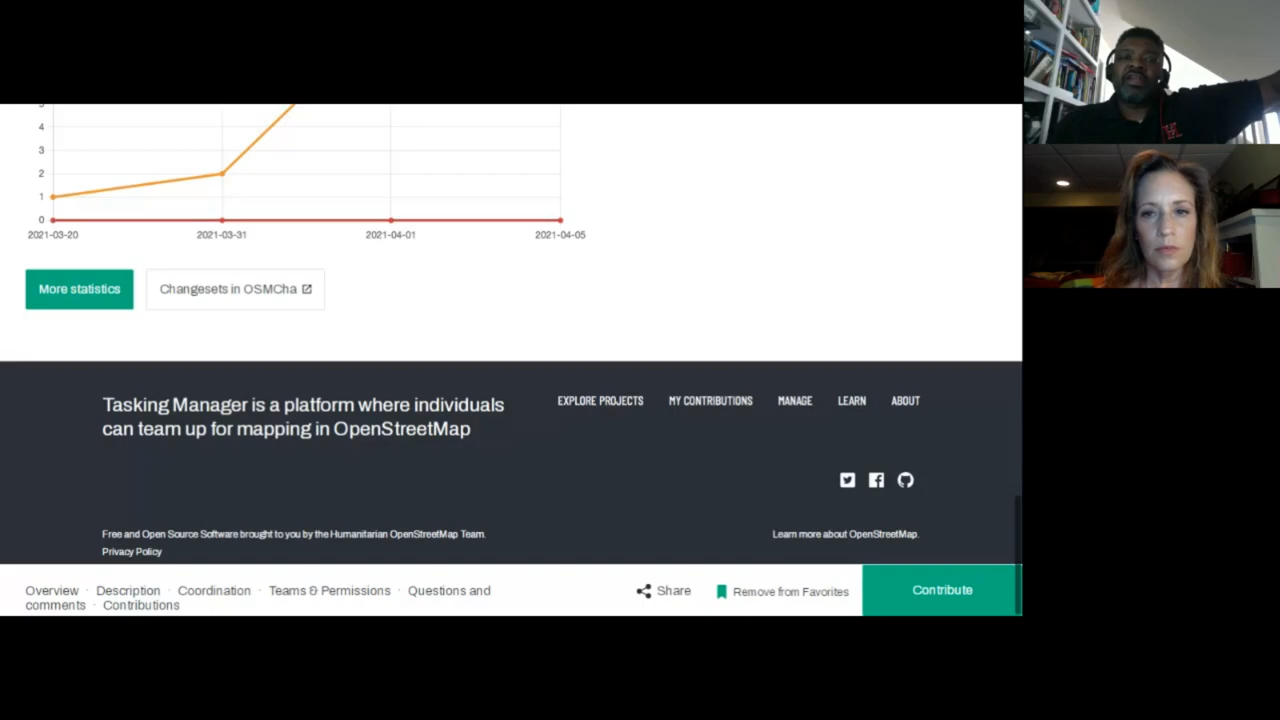 4
3
2
1
0
2021-03-20 2021-03-31 2021-04-01 2021-04-05
More statistics Changesets in OSMCha
Tasking Manager is a platform where individuals
can team up for mapping in OpenStreetMap
EXPLORE PROJECTS MY CONTRIBUTIONS MANAGE LEARN ABOUT
Free and Open Source Software brought to you by the Humanitarian OpenStreetMap Team.
Learn more about OpenStreetMap.
Privacy Policy
Overview · Description · Coordination · Teams & Permissions · Questions and
comments · Contributions
Share Remove from Favorites Contribute